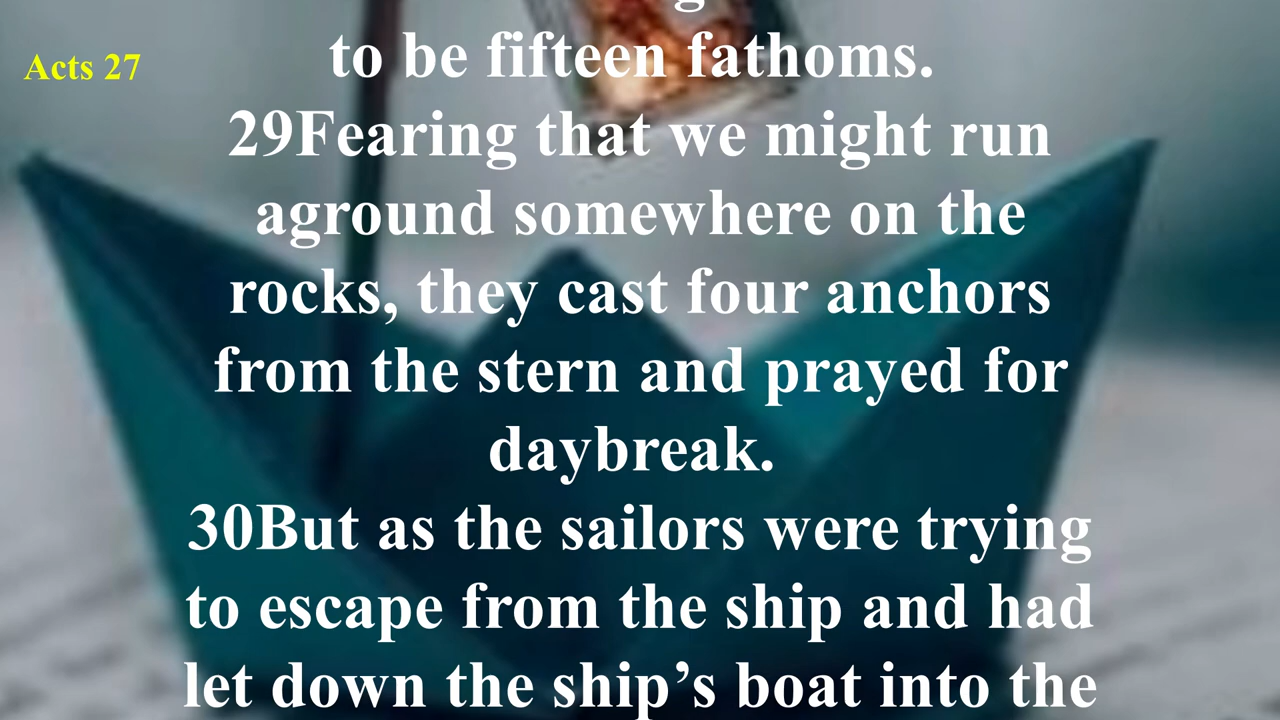 Acts 27
to be fifteen fathoms.
29Fearing that we might run
aground somewhere on the
rocks, they cast four anchors
from the stern and prayed for
daybreak.
30But as the sailors were trying
to escape from the ship and had
let down the ship’s boat into the